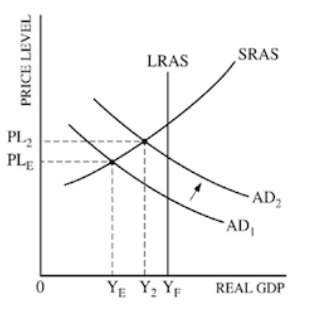 PRICE LEVEL
LRAS
SRAS
PL₂
PLE
AD₂
AD₁
0 YE Y₂ YF REAL GDP